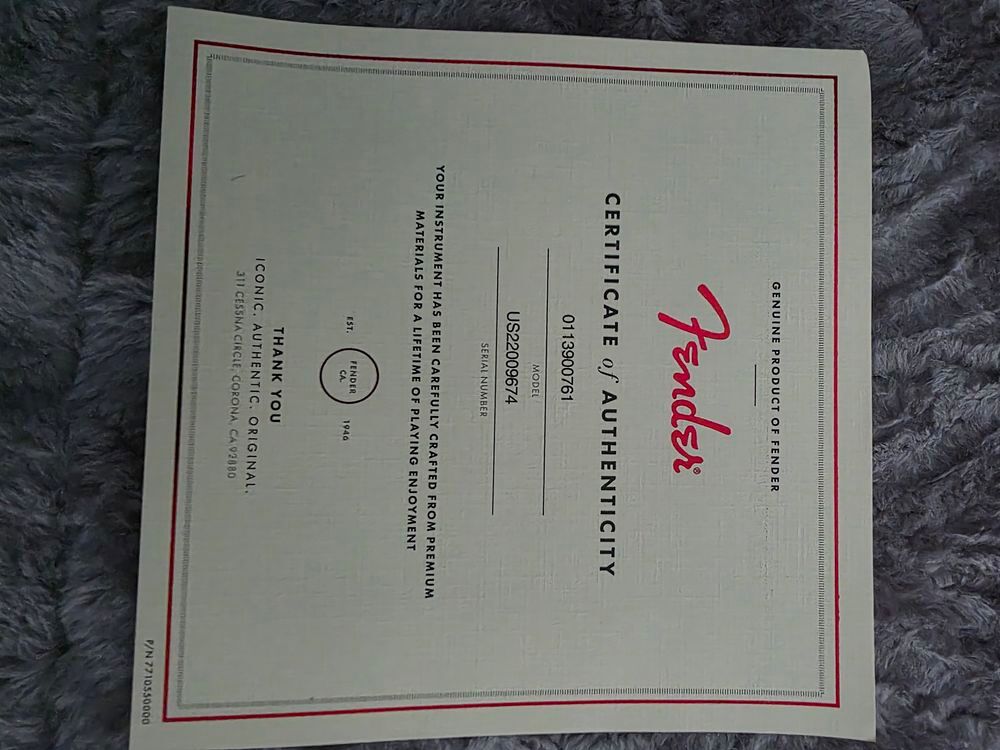 GENUINE PRODUCT OF FENDER
Fender®
CERTIFICATE of AUTHENTICITY
0113900761
MODEL
US22009674
SERIAL NUMBER
YOUR INSTRUMENT HAS BEEN CAREFULLY CRAFTED FROM PREMIUM
MATERIALS FOR A LIFETIME OF PLAYING ENJOYMENT
EST. FENDER CA. 1946
THANK YOU
ICONIC. AUTHENTIC. ORIGINAL.
311 CESSNA CIRCLE, CORONA, CA 92880
P/N 7710550000